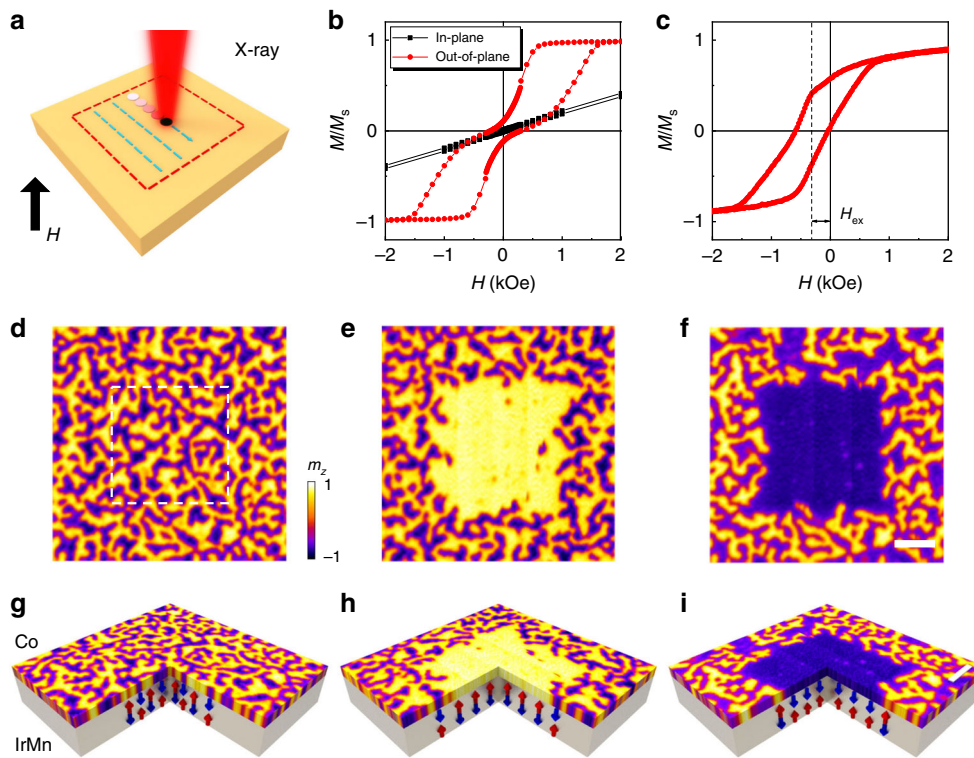 a
X-ray
H
b
In-plane
Out-of-plane
M/Ms
1
0
−1
−2 −1 0 1 2
H (kOe)
c
M/Ms
1
0
−1
Hex
−2 −1 0 1 2
H (kOe)
d
mz
1
−1
e
f
g
Co
IrMn
h
i